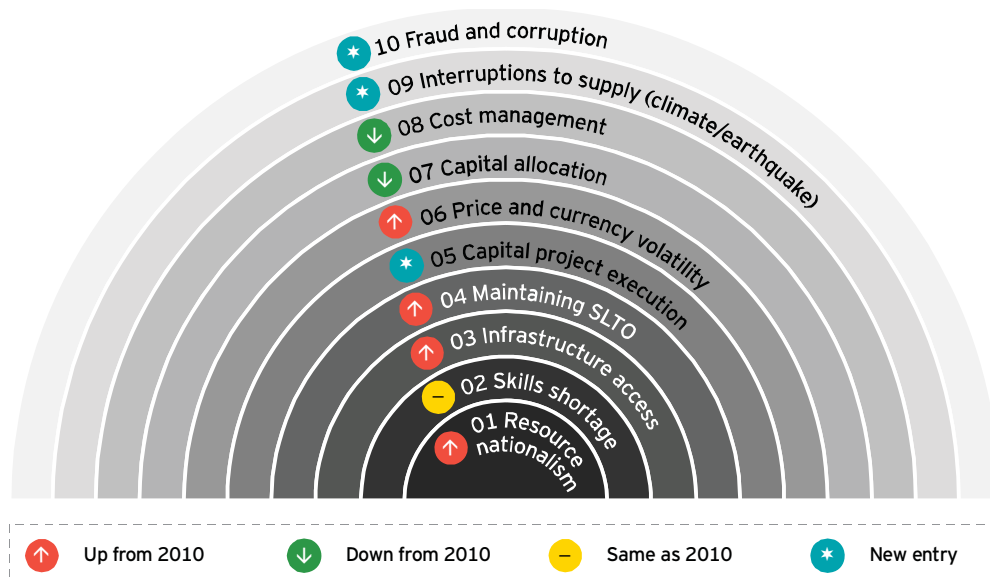 10 Fraud and corruption
09 Interruptions to supply (climate/earthquake)
08 Cost management
07 Capital allocation
06 Price and currency volatility
05 Capital project execution
04 Maintaining SLTO
03 Infrastructure access
02 Skills shortage
01 Resource
nationalism
Up from 2010
Down from 2010
Same as 2010
New entry